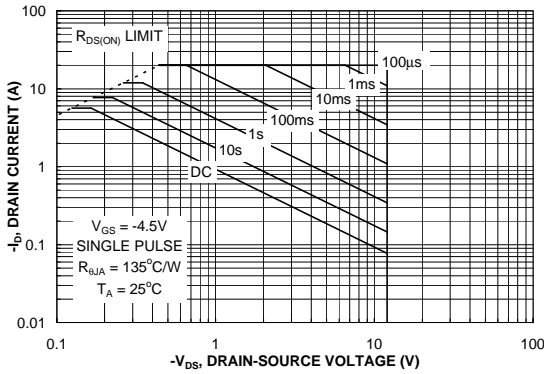 100
R_DS(ON) LIMIT
100µs
10
1ms
10ms
100ms
1s
1
10s
DC
V_GS = -4.5V
SINGLE PULSE
R_θJA = 135°C/W
T_A = 25°C
0.1
0.01
0.1
1
10
100
-V_DS, DRAIN-SOURCE VOLTAGE (V)
-I_D, DRAIN CURRENT (A)